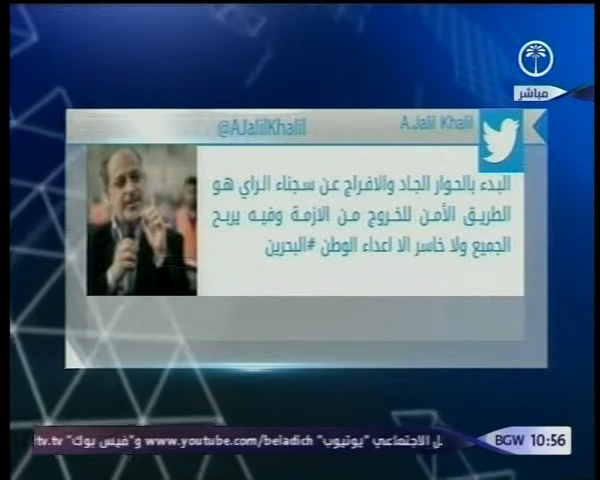 مباشر
@AJalilKhalil
A.Jalil Khalil
البدء بالحوار الجاد والافراج عن سجناء الراي هو
الطريق الأمن للخروج من الازمة وفيه يربح
الجميع ولا خاسر الا اعداء الوطن #البحرين
ل الاجتماعي "يوتيوب" www.youtube.com/beladich و"فيس بوك" tv.tv
BGW 10:56